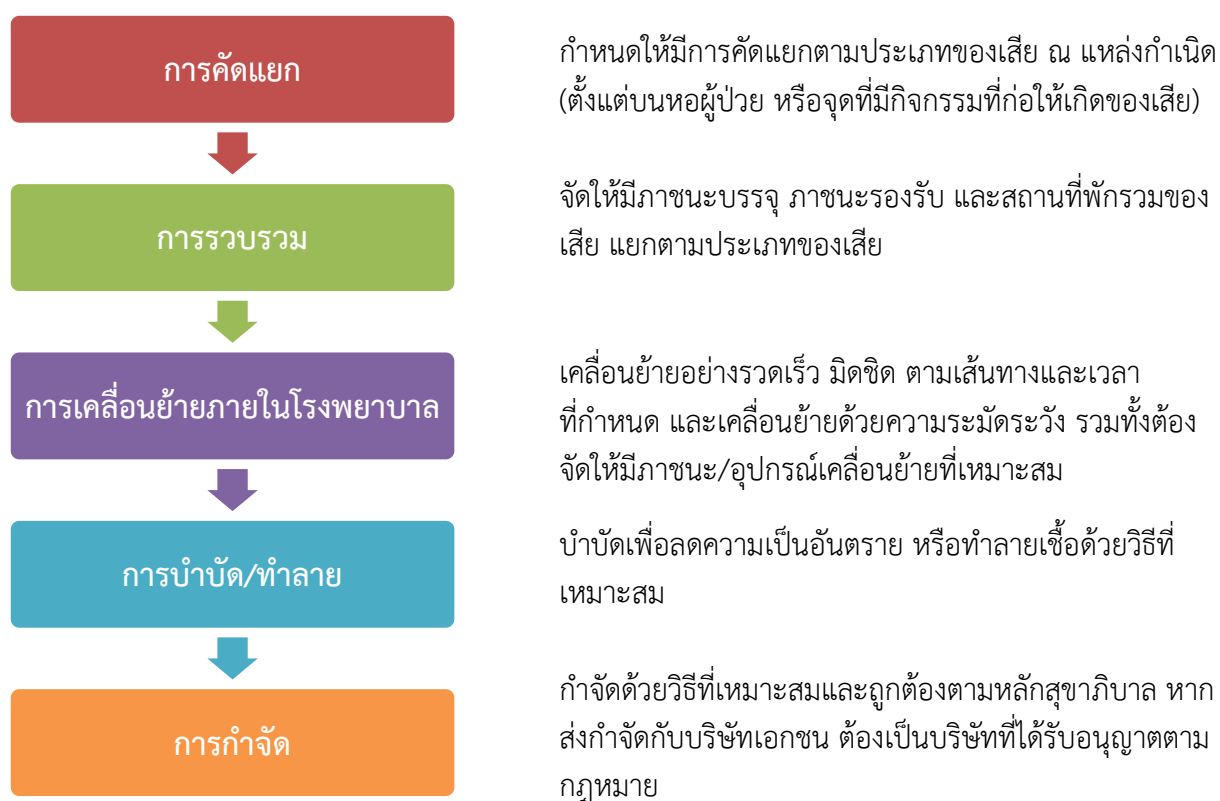 การคัดแยก
กำหนดให้มีการคัดแยกตามประเภทของเสีย ณ แหล่งกำเนิด
(ตั้งแต่บนหอผู้ป่วย หรือจุดที่มีกิจกรรมที่ก่อให้เกิดของเสีย)
การรวบรวม
จัดให้มีภาชนะบรรจุ ภาชนะรองรับ และสถานที่พักรวมของ
เสีย แยกตามประเภทของเสีย
การเคลื่อนย้ายภายในโรงพยาบาล
เคลื่อนย้ายอย่างรวดเร็ว มิดชิด ตามเส้นทางและเวลา
ที่กำหนด และเคลื่อนย้ายด้วยความระมัดระวัง รวมทั้งต้อง
จัดให้มีภาชนะ/อุปกรณ์เคลื่อนย้ายที่เหมาะสม
การบำบัด/ทำลาย
บำบัดเพื่อลดความเป็นอันตราย หรือทำลายเชื้อด้วยวิธีที่
เหมาะสม
การกำจัด
กำจัดด้วยวิธีที่เหมาะสมและถูกต้องตามหลักสุขาภิบาล หาก
ส่งกำจัดกับบริษัทเอกชน ต้องเป็นบริษัทที่ได้รับอนุญาตตาม
กฎหมาย